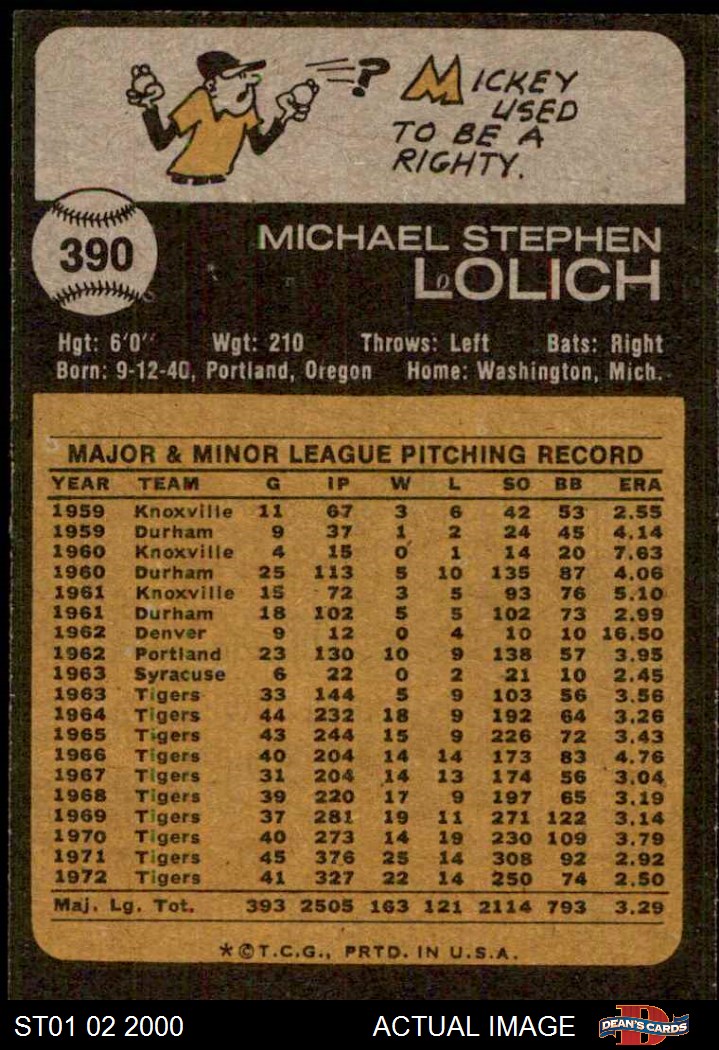 ?
MICKEY
USED
TO BE A
RIGHTY.
390
MICHAEL STEPHEN
LOLICH
Hgt: 6'0" Wgt: 210 Throws: Left Bats: Right
Born: 9-12-40, Portland, Oregon Home: Washington, Mich.
MAJOR & MINOR LEAGUE PITCHING RECORD
YEAR TEAM G IP W L SO BB ERA
1959 Knoxville 11 67 3 6 42 53 2.55
1959 Durham 9 37 1 2 24 45 4.14
1960 Knoxville 4 15 0 1 14 20 7.63
1960 Durham 25 113 5 10 135 87 4.06
1961 Knoxville 15 72 3 5 93 76 5.10
1961 Durham 18 102 5 5 102 73 2.99
1962 Denver 9 12 0 4 10 10 16.50
1962 Portland 23 130 10 9 138 57 3.95
1963 Syracuse 6 22 0 2 21 10 2.45
1963 Tigers 33 144 5 9 103 56 3.56
1964 Tigers 44 232 18 9 192 64 3.26
1965 Tigers 43 244 15 9 226 72 3.43
1966 Tigers 40 204 14 14 173 83 4.76
1967 Tigers 31 204 14 13 174 56 3.04
1968 Tigers 39 220 17 9 197 65 3.19
1969 Tigers 37 281 19 11 271 122 3.14
1970 Tigers 40 273 14 19 230 109 3.79
1971 Tigers 45 376 25 14 308 92 2.92
1972 Tigers 41 327 22 14 250 74 2.50
Maj. Lg. Tot. 393 2505 163 121 2114 793 3.29
*©T.C.G., PRTD. IN U.S.A.
ST01 02 2000 ACTUAL IMAGE D DEAN'S CARDS